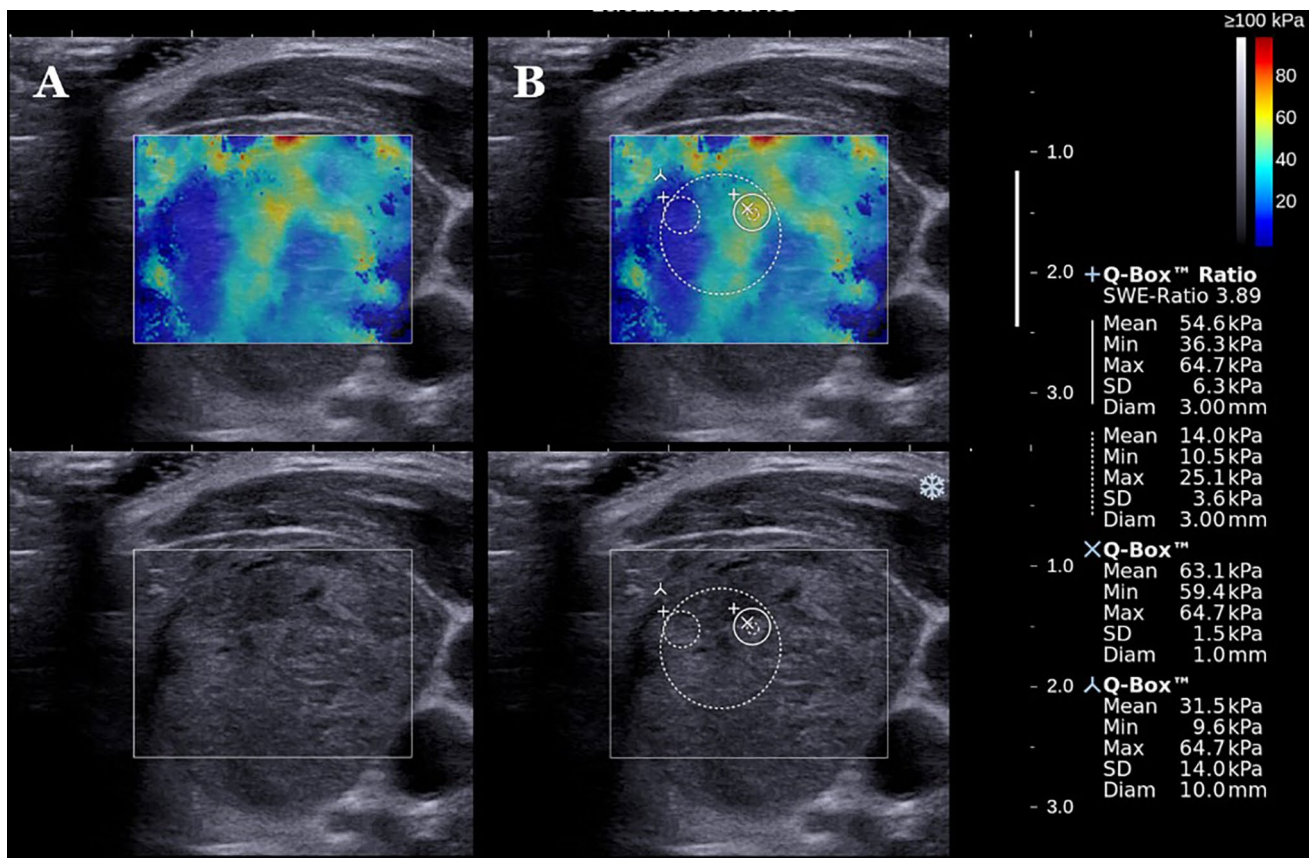 A
B
≥100 kPa
80
60
40
20
1.0
2.0
3.0
+ Q-Box™ Ratio
SWE-Ratio 3.89
Mean 54.6 kPa
Min 36.3 kPa
Max 64.7 kPa
SD 6.3 kPa
Diam 3.00 mm
Mean 14.0 kPa
Min 10.5 kPa
Max 25.1 kPa
SD 3.6 kPa
Diam 3.00 mm
1.0
2.0
3.0
Q-Box™
Mean 63.1 kPa
Min 59.4 kPa
Max 64.7 kPa
SD 1.5 kPa
Diam 1.0 mm
Q-Box™
Mean 31.5 kPa
Min 9.6 kPa
Max 64.7 kPa
SD 14.0 kPa
Diam 10.0 mm